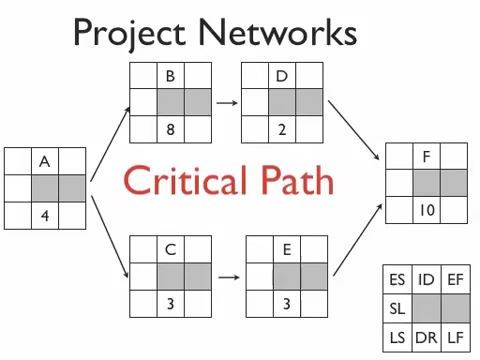 Project Networks
B
8
D
2
A
4
Critical Path
F
10
C
3
E
3
ES ID EF
SL
LS DR LF